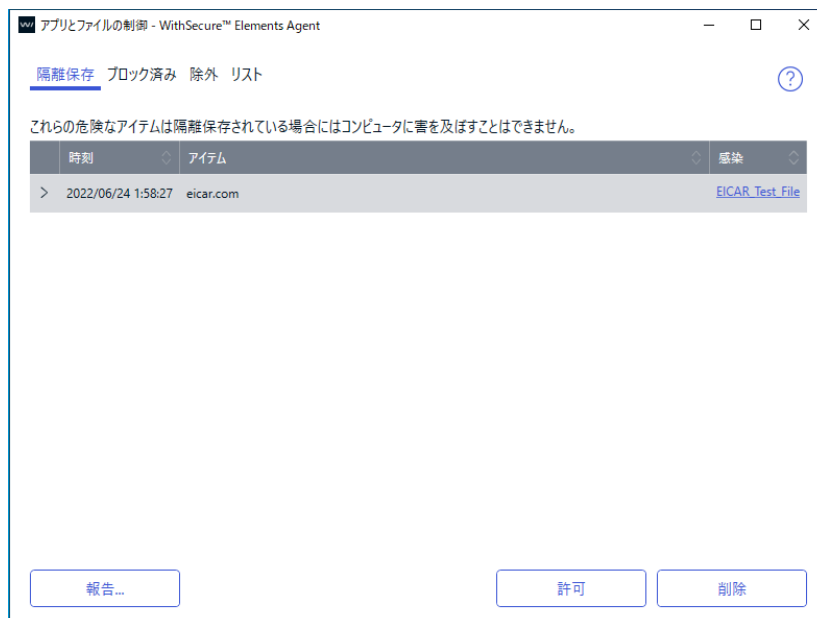 アプリとファイルの制御 - WithSecure™ Elements Agent
隔離保存 ブロック済み 除外 リスト
これらの危険なアイテムは隔離保存されている場合にはコンピュータに害を及ぼすことはできません。
時刻 アイテム 感染
2022/06/24 1:58:27 eicar.com EICAR_Test_File
報告... 許可 削除